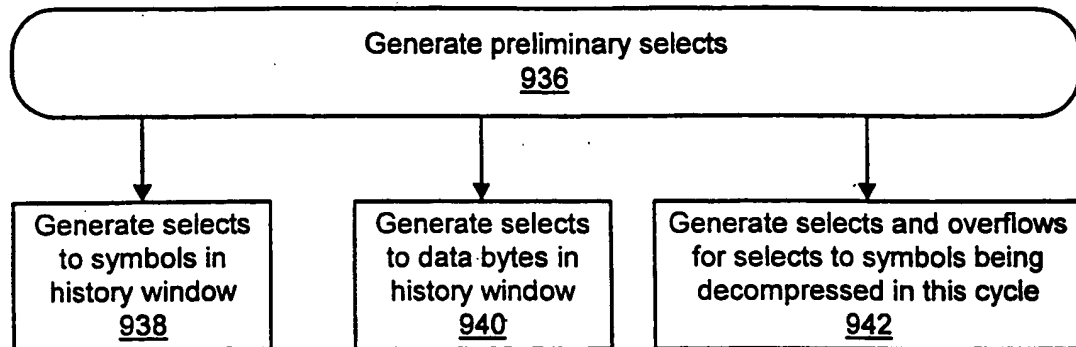 Generate preliminary selects
936
Generate selects
to symbols in
history window
938
Generate selects
to data bytes in
history window
940
Generate selects and overflows
for selects to symbols being
decompressed in this cycle
942